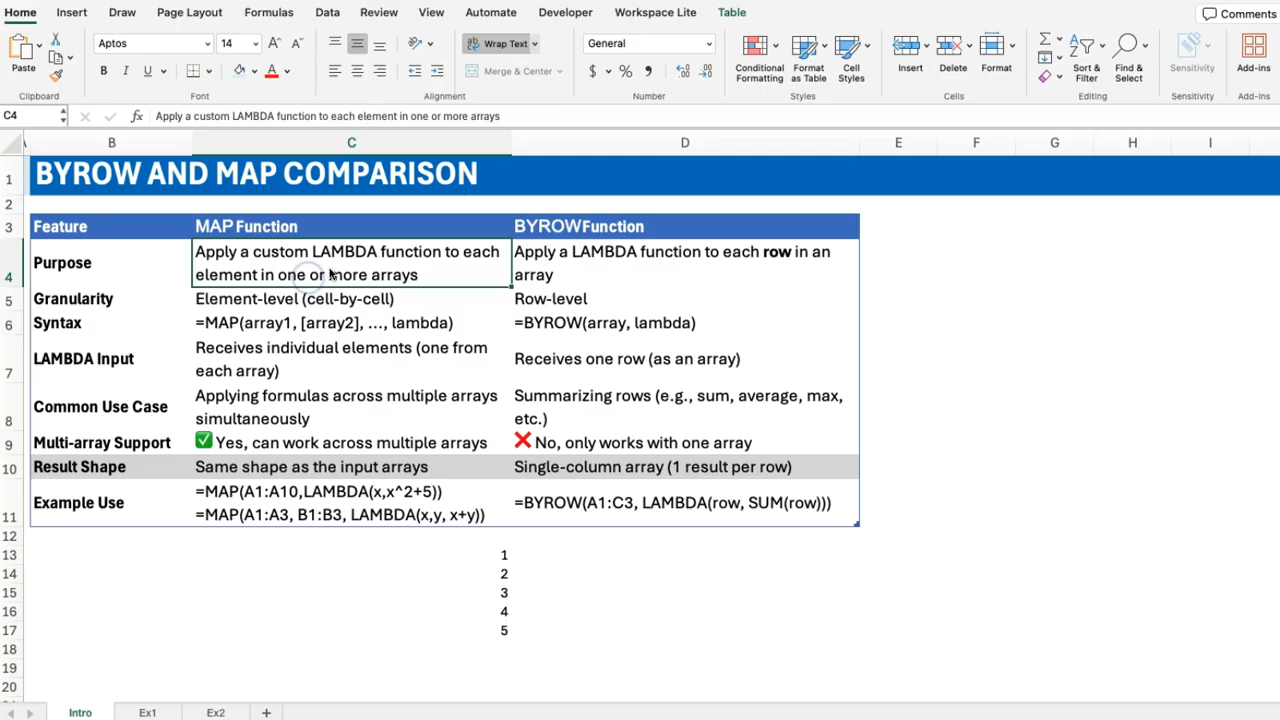 Home Insert Draw Page Layout Formulas Data Review View Automate Developer Workspace Lite Table Comments
Paste Aptos 14 Wrap Text General
Merge & Center $ % Conditional Formatting Format as Table Cell Styles Insert Delete Format Sort & Filter Find & Select Sensitivity Add-ins
Clipboard Font Alignment Number Styles Cells Editing Sensitivity Add-ins
C4 fx Apply a custom LAMBDA function to each element in one or more arrays
B C D E F G H I
1 BYROW AND MAP COMPARISON
2
3 Feature MAP Function BYROW Function
4 Purpose Apply a custom LAMBDA function to each element in one or more arrays Apply a LAMBDA function to each row in an array
5 Granularity Element-level (cell-by-cell) Row-level
6 Syntax =MAP(array1, [array2], ..., lambda) =BYROW(array, lambda)
7 LAMBDA Input Receives individual elements (one from each array) Receives one row (as an array)
8 Common Use Case Applying formulas across multiple arrays simultaneously Summarizing rows (e.g., sum, average, max, etc.)
9 Multi-array Support ✅ Yes, can work across multiple arrays ❌ No, only works with one array
10 Result Shape Same shape as the input arrays Single-column array (1 result per row)
11 Example Use =MAP(A1:A10,LAMBDA(x,x^2+5)) =MAP(A1:A3, B1:B3, LAMBDA(x,y, x+y)) =BYROW(A1:C3, LAMBDA(row, SUM(row)))
12
13 1
14 2
15 3
16 4
17 5
18
19
20
Intro Ex1 Ex2 +